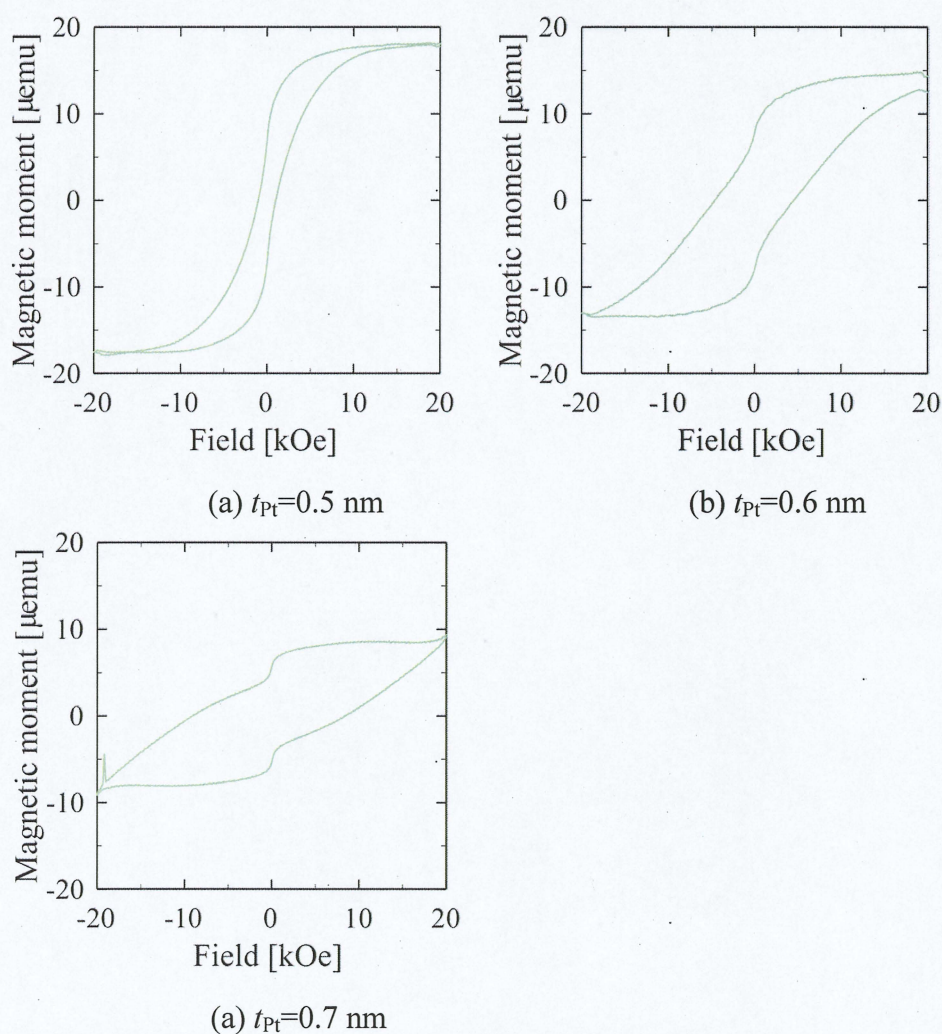 20
10
0
-10
-20
Magnetic moment [μemu]
-20 -10 0 10 20
Field [kOe]
(a) tPt=0.5 nm
20
10
0
-10
-20
Magnetic moment [μemu]
-20 -10 0 10 20
Field [kOe]
(b) tPt=0.6 nm
20
10
0
-10
-20
Magnetic moment [μemu]
-20 -10 0 10 20
Field [kOe]
(a) tPt=0.7 nm